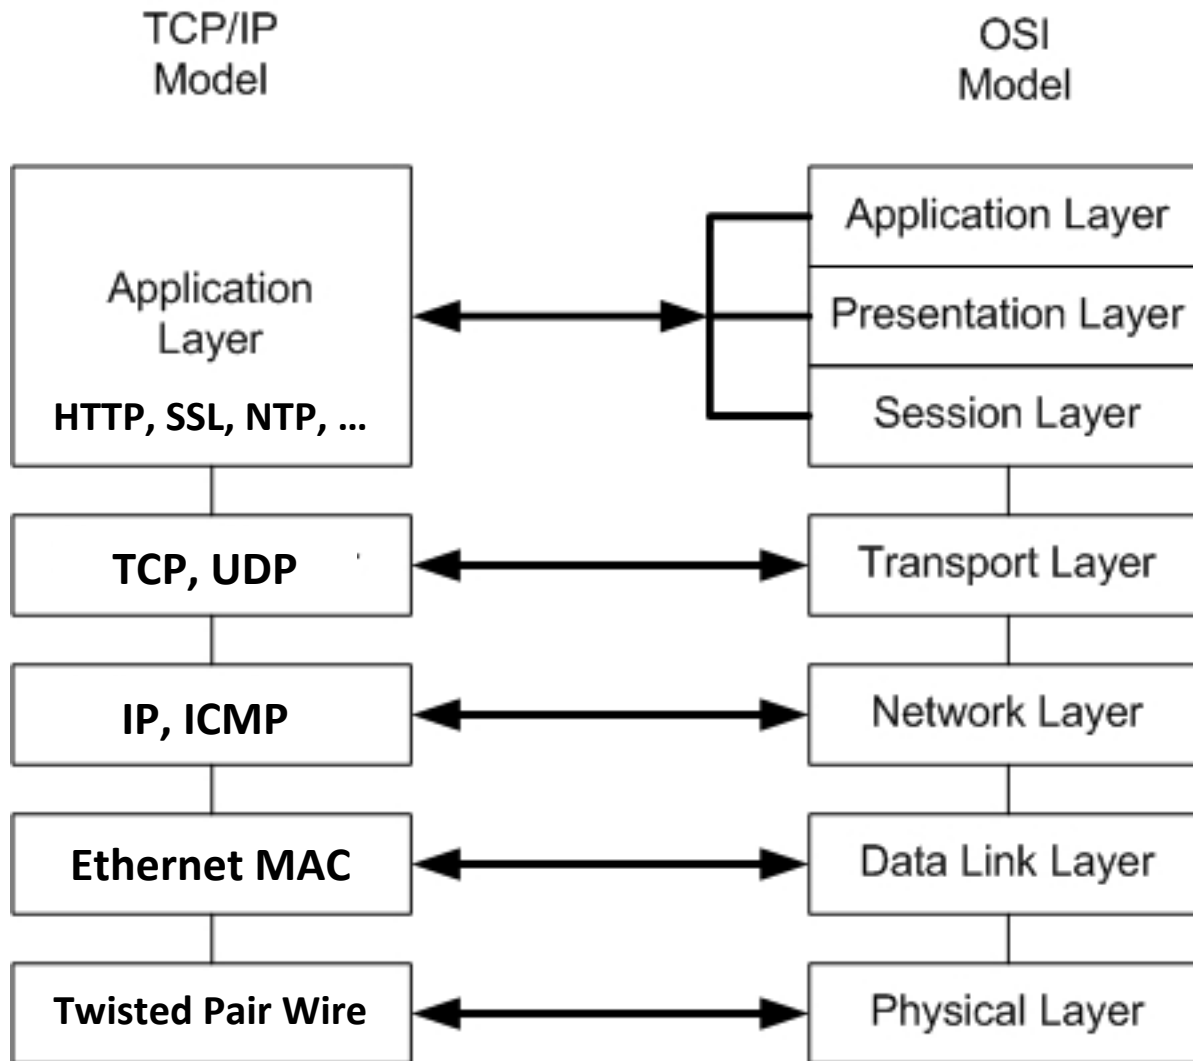 TCP/IP
Model
OSI
Model
Application
Layer
HTTP, SSL, NTP, ...
Application Layer
Presentation Layer
Session Layer
TCP, UDP
Transport Layer
IP, ICMP
Network Layer
Ethernet MAC
Data Link Layer
Twisted Pair Wire
Physical Layer